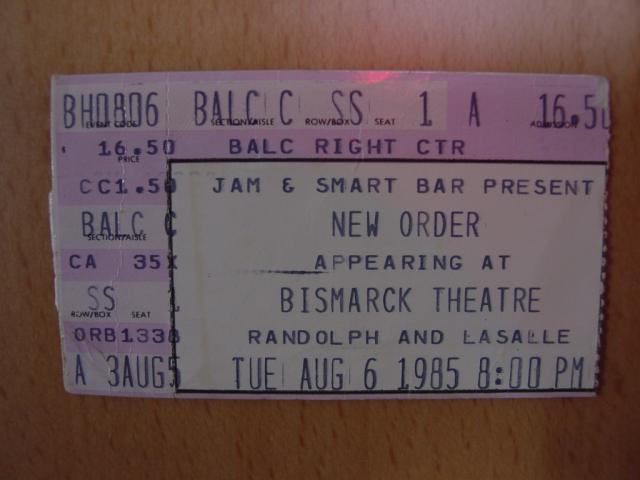 BH0806 BALC C SS 1 A 16.50
EVENT CODE SECTION/AISLE ROW/BOX SEAT ADMISSION
16.50 BALC RIGHT CTR
PRICE
CC1.50 JAM & SMART BAR PRESENT
BALC C NEW ORDER
SECTION/AISLE
CA 35X APPEARING AT
SS 1 BISMARCK THEATRE
ROW/BOX SEAT
ORB1338 RANDOLPH AND LASALLE
A 3AUG5 TUE AUG 6 1985 8:00 PM